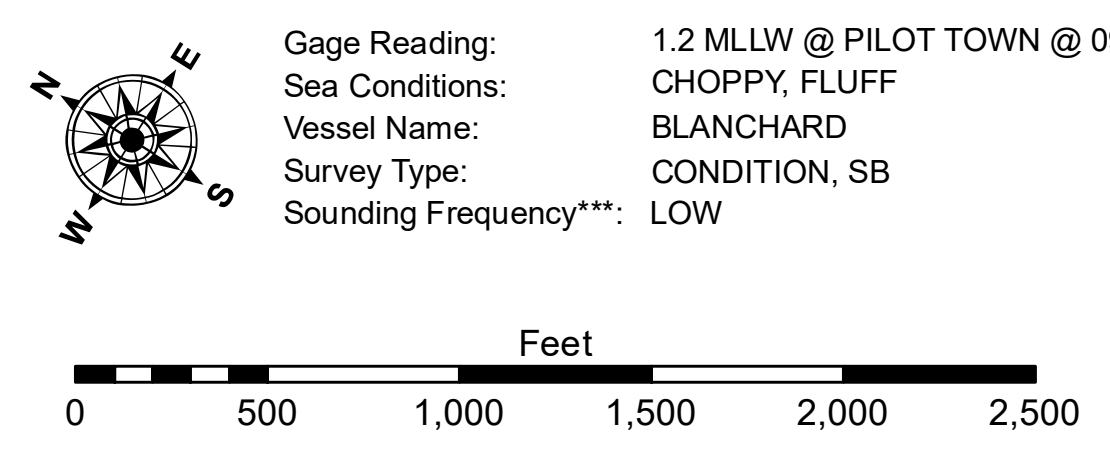 N
E
S
W
Gage Reading: 1.2 MLLW @ PILOT TOWN @
Sea Conditions: CHOPPY, FLUFF
Vessel Name: BLANCHARD
Survey Type: CONDITION, SB
Sounding Frequency***: LOW
Feet
0 500 1,000 1,500 2,000 2,500